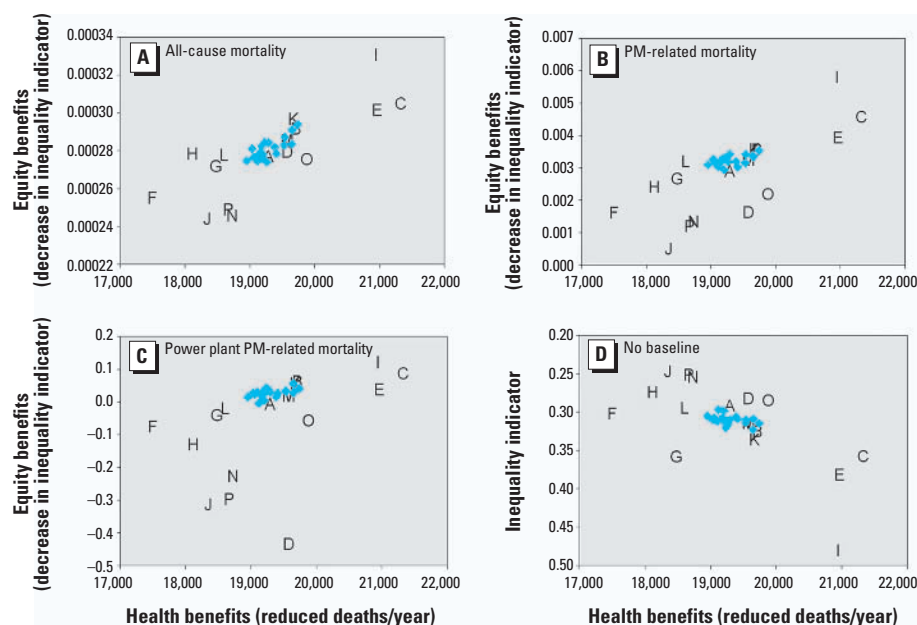 A All-cause mortality
Equity benefits
(decrease in inequality indicator)
0.00034
0.00032
0.00030
0.00028
0.00026
0.00024
0.00022
I
C
E
K
B
M
D
O
A
H
L
G
F
P
J
N
17,000 18,000 19,000 20,000 21,000 22,000
B PM-related mortality
Equity benefits
(decrease in inequality indicator)
0.007
0.006
0.005
0.004
0.003
0.002
0.001
0.000
I
C
E
L
A
G
H
O
F
D
P
N
J
17,000 18,000 19,000 20,000 21,000 22,000
C Power plant PM-related mortality
Equity benefits
(decrease in inequality indicator)
0.2
0.1
0.0
–0.1
–0.2
–0.3
–0.4
–0.5
I
C
E
B
M
A
L
G
O
F
H
N
P
J
D
17,000 18,000 19,000 20,000 21,000 22,000
Health benefits (reduced deaths/year)
D No baseline
Inequality indicator
0.20
0.25
0.30
0.35
0.40
0.45
0.50
J
P
N
H
D
O
L
A
F
B
K
G
C
E
I
17,000 18,000 19,000 20,000 21,000 22,000
Health benefits (reduced deaths/year)